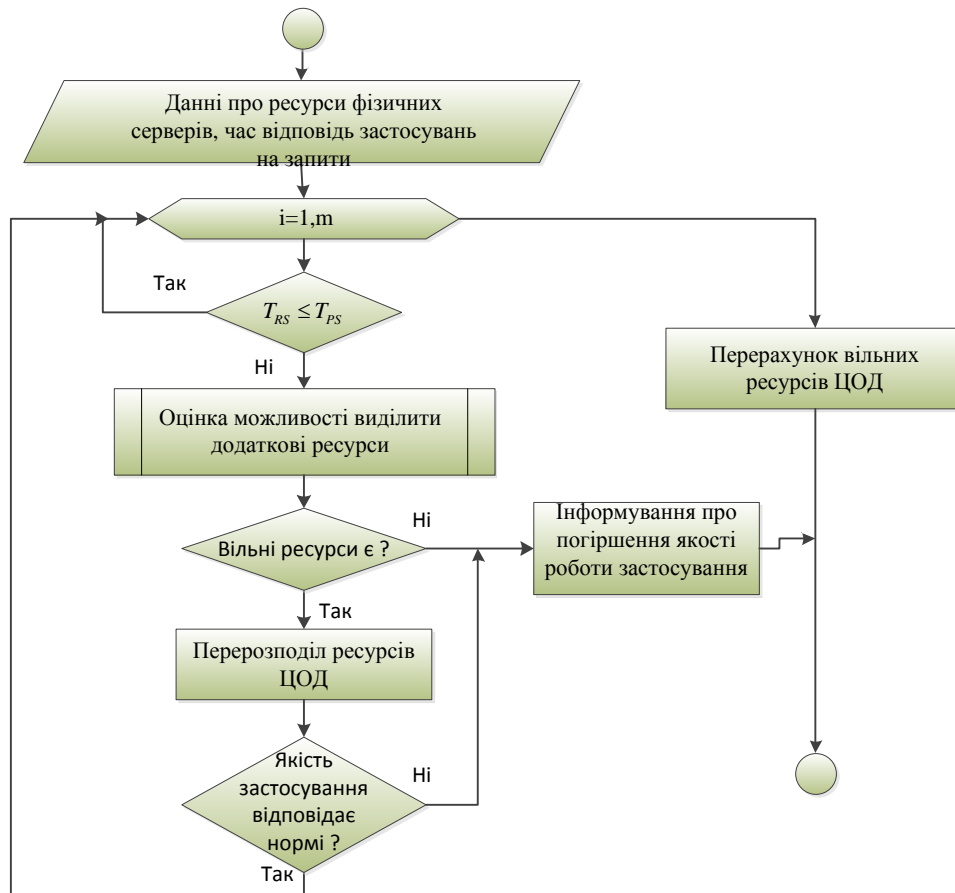 Данні про ресурси фізичних
серверів, час відповідь застосувань
на запити
i=1,m
Так
T_RS ≤ T_PS
Ні
Перерахунок вільних
ресурсів ЦОД
Оцінка можливості виділити
додаткові ресурси
Ні
Вільні ресурси є ?
Інформування про
погіршення якості
роботи застосування
Так
Перерозподіл ресурсів
ЦОД
Якість
застосування
відповідає
нормі ?
Ні
Так